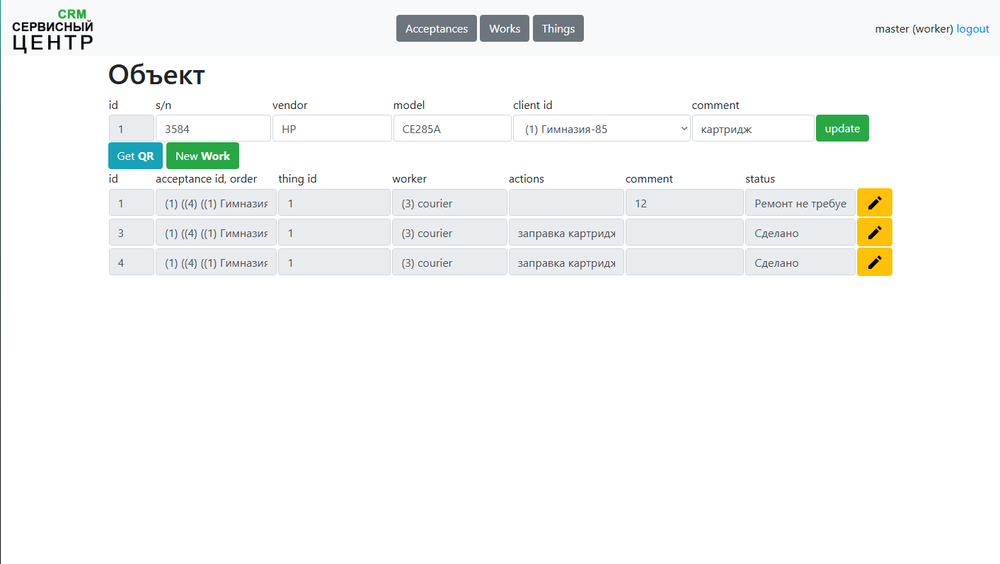 CRM
СЕРВИСНЫЙ
ЦЕНТР
Acceptances Works Things
master (worker) logout
Объект
id s/n vendor model client id comment
1 3584 HP CE285A (1) Гимназия-85 картридж update
Get QR New Work
id acceptance id, order thing id worker actions comment status
1 (1) ((4) ((1) Гимназия 1 (3) courier 12 Ремонт не требуе
3 (1) ((4) ((1) Гимназия 1 (3) courier заправка картридж Сделано
4 (1) ((4) ((1) Гимназия 1 (3) courier заправка картридж Сделано